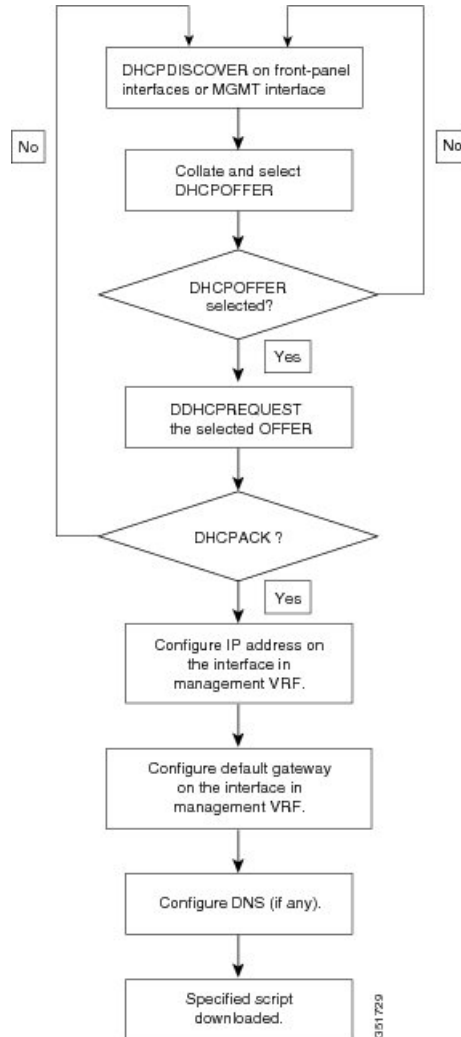 DHCPDISCOVER on front-panel
interfaces or MGMT interface
No
No
Collate and select
DHCPOFFER
DHCPOFFER
selected?
Yes
DDHCPREQUEST
the selected OFFER
DHCPACK ?
Yes
Configure IP address on
the interface in
management VRF.
Configure default gateway
on the interface in
management VRF.
Configure DNS (if any).
Specified script
downloaded.
351729